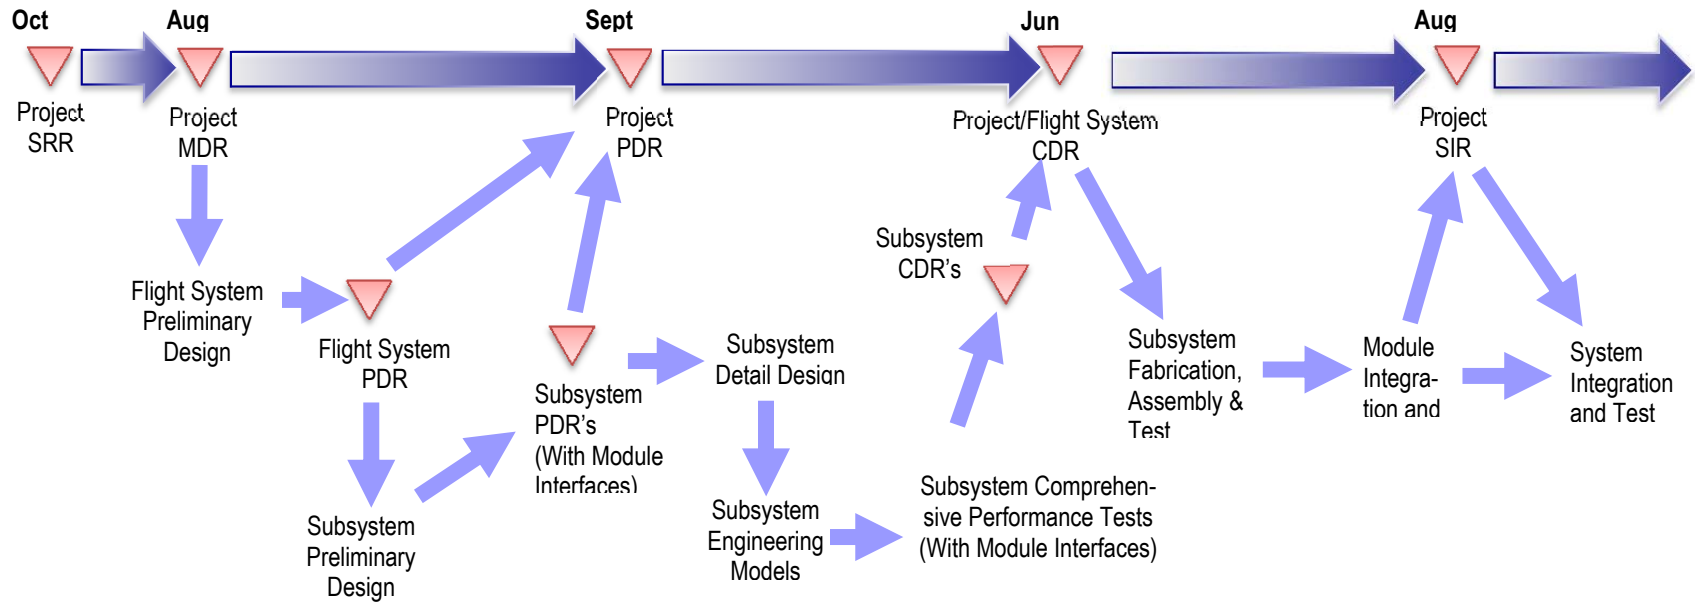 Oct
Aug
Sept
Jun
Aug
Project
SRR
Project
MDR
Project
PDR
Project/Flight System
CDR
Project
SIR
Flight System
Preliminary
Design
Flight System
PDR
Subsystem
Preliminary
Design
Subsystem
PDR's
(With Module
Interfaces)
Subsystem
Detail Design
Subsystem
Engineering
Models
Subsystem Comprehen-
sive Performance Tests
(With Module Interfaces)
Subsystem
CDR's
Subsystem
Fabrication,
Assembly &
Test
Module
Integra-
tion and
System
Integration
and Test